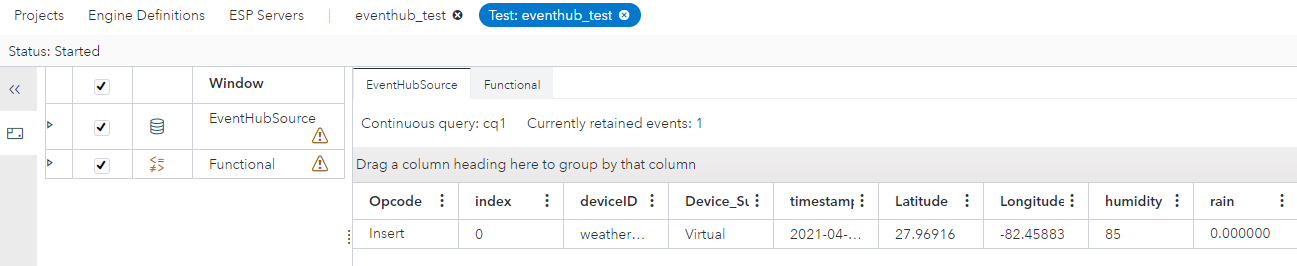 Projects Engine Definitions ESP Servers eventhub_test Test: eventhub_test
Status: Started
Window
EventHubSource
Functional
EventHubSource Functional
Continuous query: cq1 Currently retained events: 1
Drag a column heading here to group by that column
Opcode index deviceID Device_Su timestamp Latitude Longitude humidity rain
Insert 0 weather... Virtual 2021-04-... 27.96916 -82.45883 85 0.000000